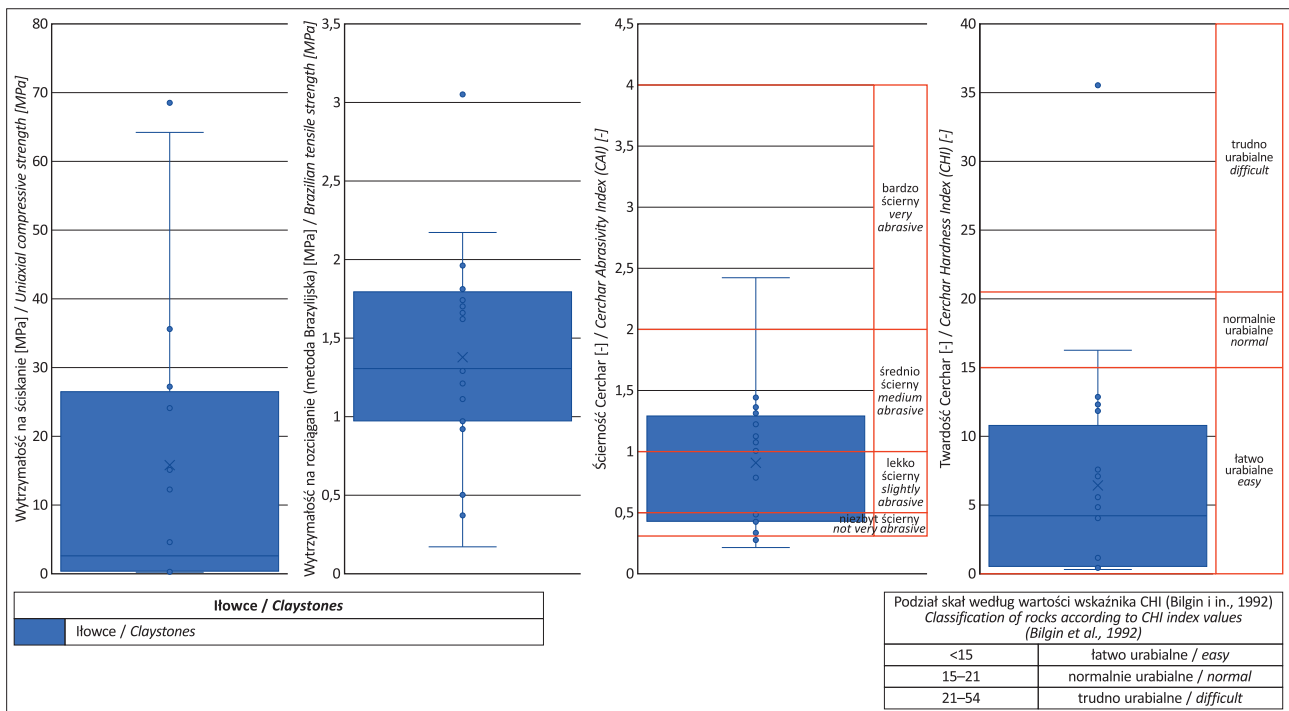 Wytrzymałość na ściskanie [MPa] / Uniaxial compressive strength [MPa]
80
70
60
50
40
30
20
10
0
Wytrzymałość na rozciąganie (metoda Brazylijska) [MPa] / Brazilian tensile strength [MPa]
3,5
3
2,5
2
1,5
1
0,5
0
Ścierność Cerchar [-] / Cerchar Abrasivity Index (CAI) [-]
4,5
4
3,5
3
2,5
2
1,5
1
0,5
0
bardzo
ścierny
very
abrasive
średnio
ścierny
medium
abrasive
lekko
ścierny
slightly
abrasive
niezbyt ścierny
not very abrasive
Twardość Cerchar [-] / Cerchar Hardness Index (CHI) [-]
40
35
30
25
20
15
10
5
0
trudno
urabialne
difficult
normalnie
urabialne
normal
łatwo
urabialne
easy
Iłowce / Claystones
Iłowce / Claystones
Podział skał według wartości wskaźnika CHI (Bilgin i in., 1992)
Classification of rocks according to CHI index values
(Bilgin et al., 1992)
<15 łatwo urabialne / easy
15–21 normalnie urabialne / normal
21–54 trudno urabialne / difficult